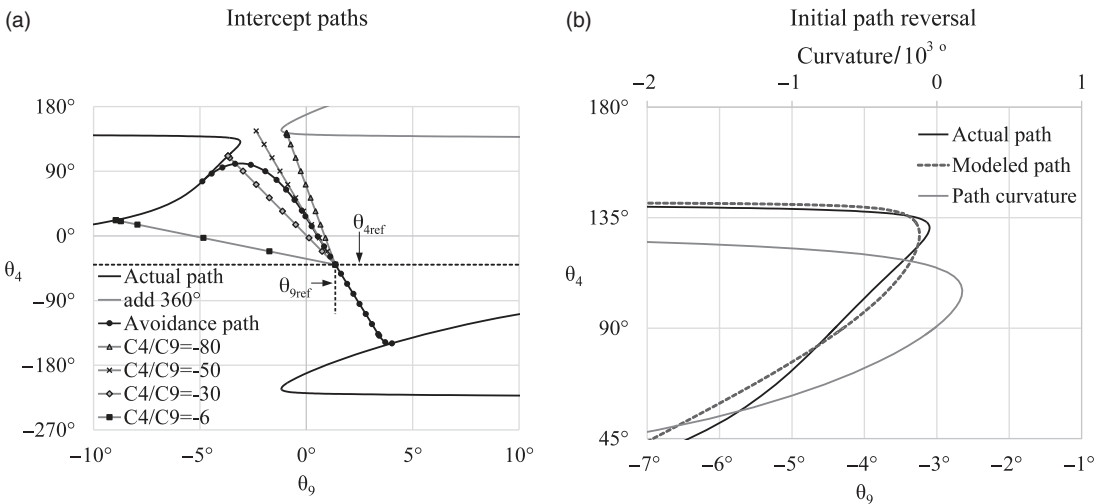 (a)
Intercept paths
180°
90°
0°
−90°
−180°
−270°
θ4
θ4ref
θ9ref
Actual path
add 360°
Avoidance path
C4/C9=-80
C4/C9=-50
C4/C9=-30
C4/C9=-6
−10° −5° 0° 5° 10°
θ9
(b)
Initial path reversal
Curvature/10³ °
−2 −1 0 1
180°
135°
90°
45°
θ4
Actual path
Modeled path
Path curvature
−7° −6° −5° −4° −3° −2° −1°
θ9